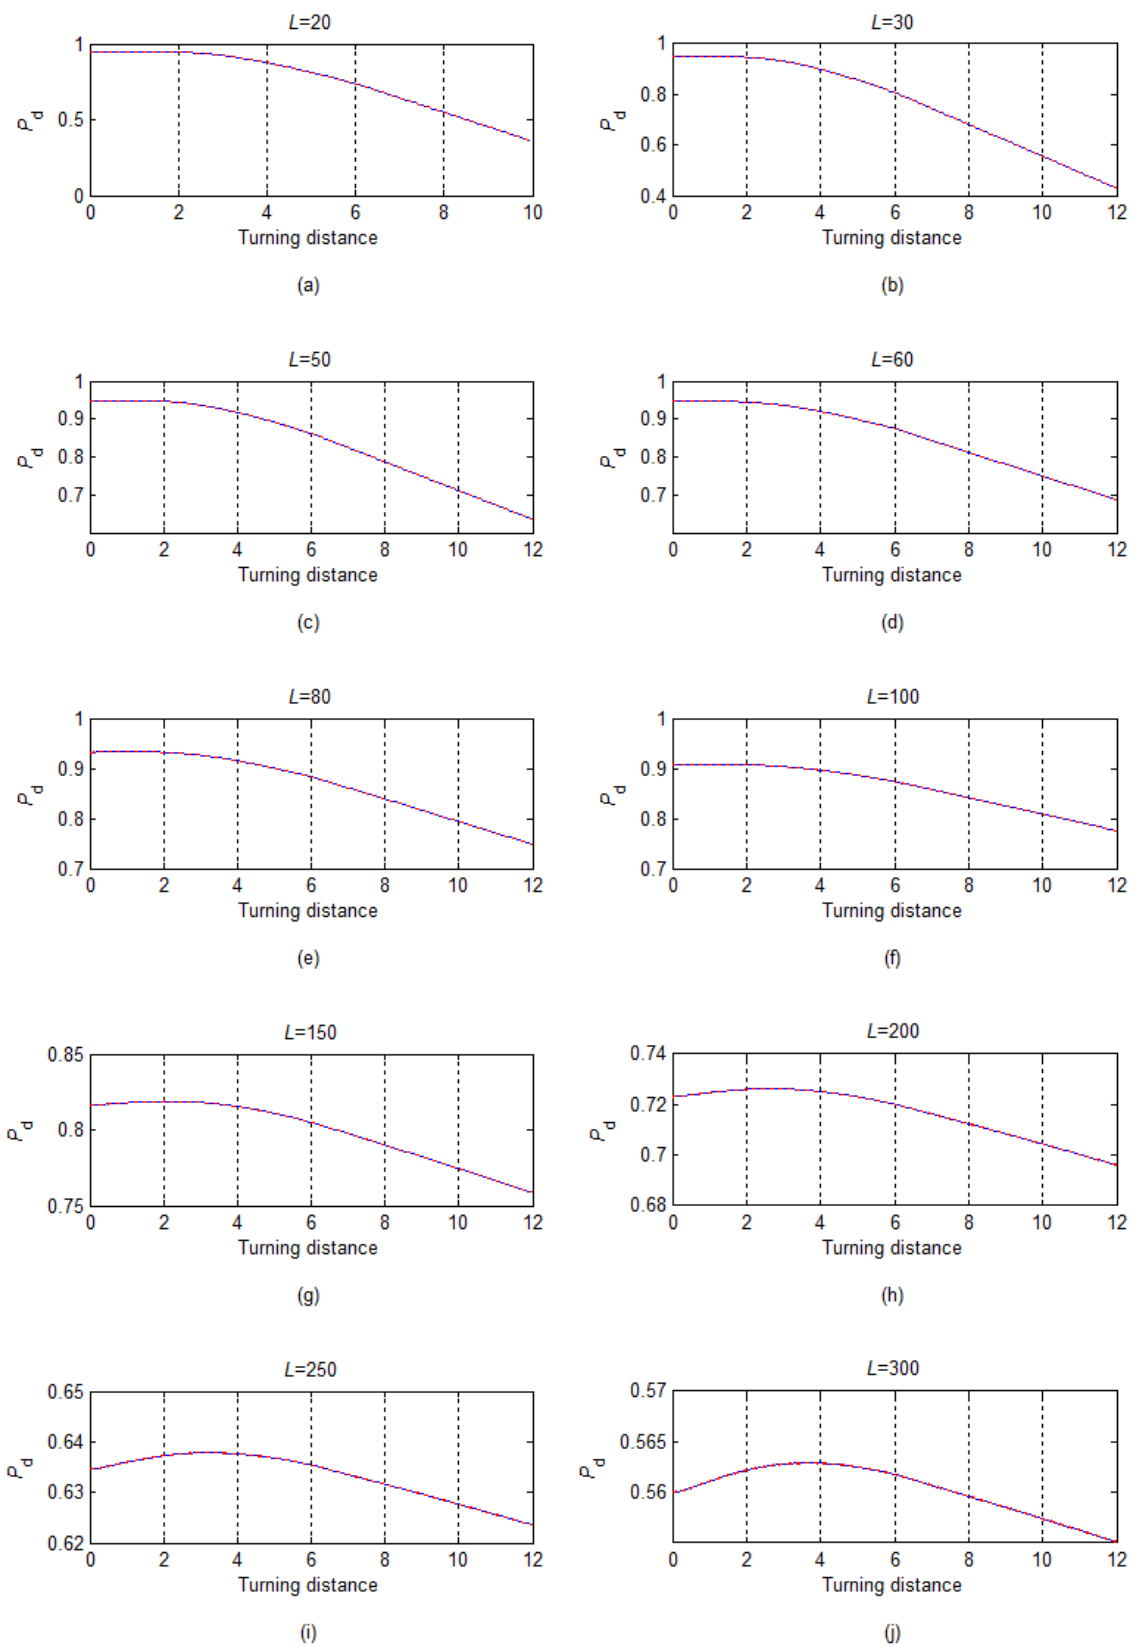 L=20
1
0.5
0
P_d
0 2 4 6 8 10
Turning distance
(a)
L=30
1
0.8
0.6
0.4
P_d
0 2 4 6 8 10 12
Turning distance
(b)
L=50
1
0.9
0.8
0.7
P_d
0 2 4 6 8 10 12
Turning distance
(c)
L=60
1
0.9
0.8
0.7
P_d
0 2 4 6 8 10 12
Turning distance
(d)
L=80
1
0.9
0.8
0.7
P_d
0 2 4 6 8 10 12
Turning distance
(e)
L=100
1
0.9
0.8
0.7
P_d
0 2 4 6 8 10 12
Turning distance
(f)
L=150
0.85
0.8
0.75
P_d
0 2 4 6 8 10 12
Turning distance
(g)
L=200
0.74
0.72
0.7
0.68
P_d
0 2 4 6 8 10 12
Turning distance
(h)
L=250
0.65
0.64
0.63
0.62
P_d
0 2 4 6 8 10 12
Turning distance
(i)
L=300
0.57
0.565
0.56
P_d
0 2 4 6 8 10 12
Turning distance
(j)